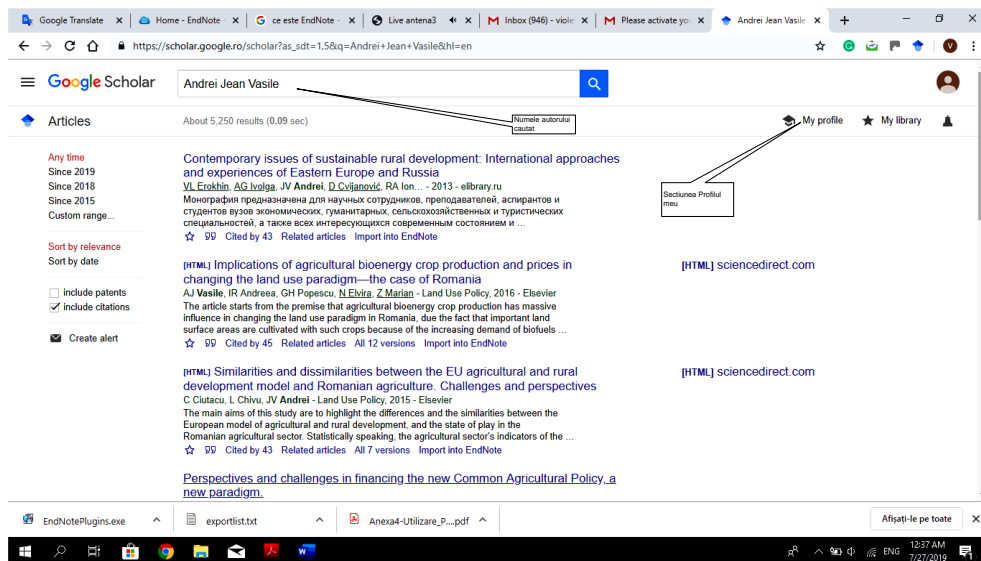 Google Translate
Home - EndNote -
ce este EndNote -
Live antena3
Inbox (946) - viole
Please activate you
Andrei Jean Vasile
https://scholar.google.ro/scholar?as_sdt=1.5&q=Andrei+Jean+Vasile&hl=en
V
Google Scholar
Andrei Jean Vasile
Articles
About 5,250 results (0.09 sec)
Numele autorului
cautat
My profile
My library
Any time
Since 2019
Since 2018
Since 2015
Custom range...
Sort by relevance
Sort by date
include patents
include citations
Create alert
Contemporary issues of sustainable rural development: International approaches
and experiences of Eastern Europe and Russia
VL Erokhin, AG Ivolga, JV Andrei, D Cvijanović, RA Ion... - 2013 - elibrary.ru
Монография предназначена для научных сотрудников, преподавателей, аспирантов и
студентов вузов экономических, гуманитарных, сельскохозяйственных и туристических
специальностей, а также всех интересующихся современным состоянием и ...
Cited by 43 Related articles Import into EndNote
Sectiunea Profilul
meu
[HTML] Implications of agricultural bioenergy crop production and prices in
changing the land use paradigm—the case of Romania
AJ Vasile, IR Andreea, GH Popescu, N Elvira, Z Marian - Land Use Policy, 2016 - Elsevier
The article starts from the premise that agricultural bioenergy crop production has massive
influence in changing the land use paradigm in Romania, due the fact that important land
surface areas are cultivated with such crops because of the increasing demand of biofuels ...
Cited by 45 Related articles All 12 versions Import into EndNote
[HTML] sciencedirect.com
[HTML] Similarities and dissimilarities between the EU agricultural and rural
development model and Romanian agriculture. Challenges and perspectives
C Ciutacu, L Chivu, JV Andrei - Land Use Policy, 2015 - Elsevier
The main aims of this study are to highlight the differences and the similarities between the
European model of agricultural and rural development, and the state of play in the
Romanian agricultural sector. Statistically speaking, the agricultural sector's indicators of the ...
Cited by 43 Related articles All 7 versions Import into EndNote
[HTML] sciencedirect.com
Perspectives and challenges in financing the new Common Agricultural Policy, a
new paradigm.
EndNotePlugins.exe
exportlist.txt
Anexa4-Utilizare_P....pdf
Afișați-le pe toate
ENG
12:37 AM
7/27/2019